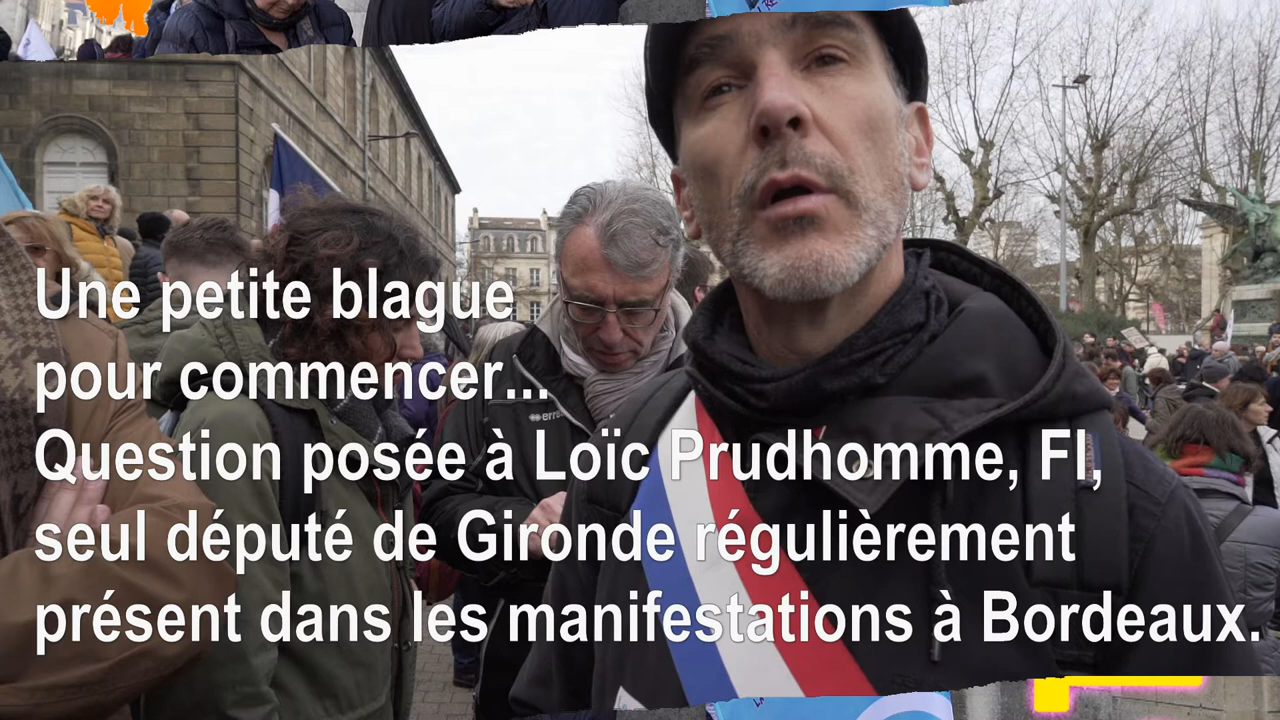 Une petite blague
pour commencer...
Question posée à Loïc Prudhomme, FI,
seul député de Gironde régulièrement
présent dans les manifestations à Bordeaux.